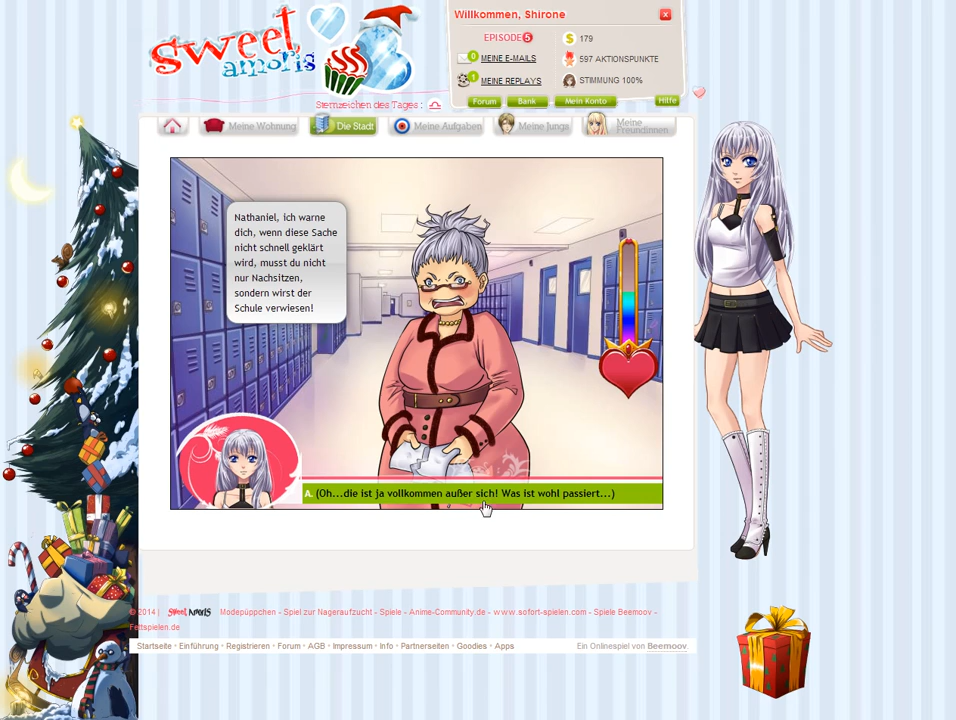 sweet
amoris
Willkommen, Shirone
x
EPISODE 5
$ 179
0 MEINE E-MAILS
597 AKTIONSPUNKTE
1 MEINE REPLAYS
STIMMUNG 100%
Forum
Bank
Mein Konto
Hilfe
Sternzeichen des Tages :
Meine Wohnung
Die Stadt
Meine Aufgaben
Meine Jungs
Meine
Freundinnen
Nathaniel, ich warne
dich, wenn diese Sache
nicht schnell geklärt
wird, musst du nicht
nur Nachsitzen,
sondern wirst der
Schule verwiesen!
A. (Oh...die ist ja vollkommen außer sich! Was ist wohl passiert...)
© 2014 | Sweet Amoris Modepüppchen - Spiel zur Nageraufzucht - Spiele - Anime-Community.de - www.sofort-spielen.com - Spiele Beemoov -
Fettspielen.de
Startseite · Einführung · Registrieren · Forum · AGB · Impressum · Info · Partnerseiten · Goodies · Apps
Ein Onlinespiel von Beemoov.